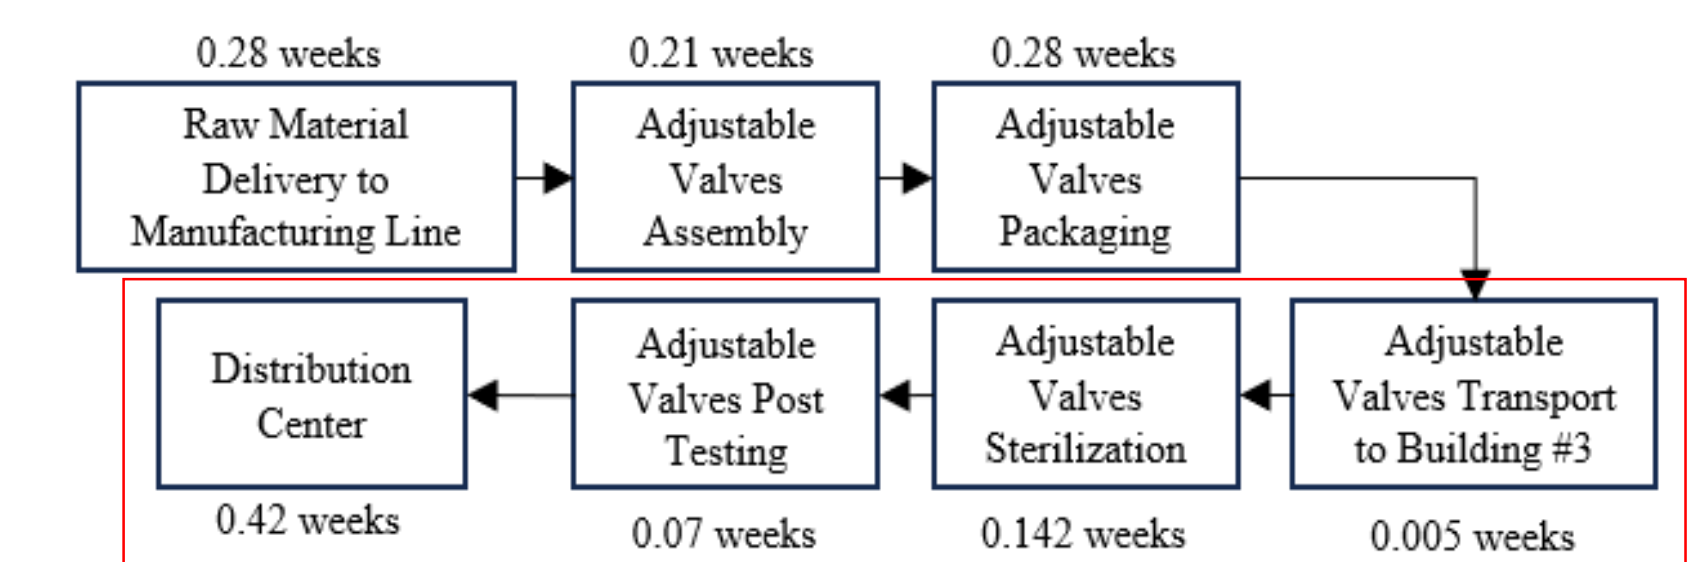 0.28 weeks
0.21 weeks
0.28 weeks
Raw Material
Delivery to
Manufacturing Line
Adjustable
Valves
Assembly
Adjustable
Valves
Packaging
Adjustable
Valves Transport
to Building #3
Adjustable
Valves
Sterilization
Adjustable
Valves Post
Testing
Distribution
Center
0.42 weeks
0.07 weeks
0.142 weeks
0.005 weeks